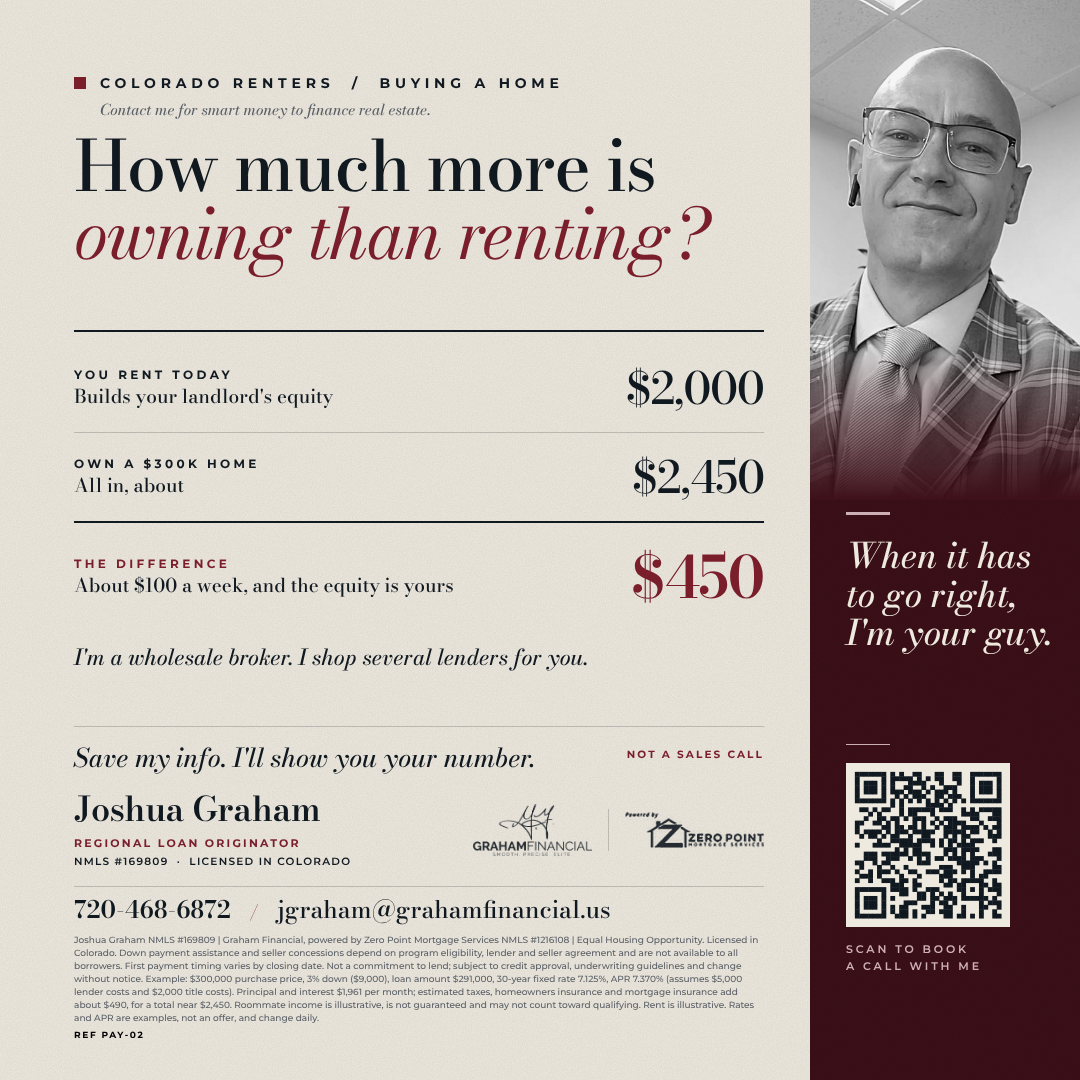 COLORADO RENTERS / BUYING A HOME
Contact me for smart money to finance real estate.
How much more is
owning than renting?
YOU RENT TODAY
Builds your landlord's equity
$2,000
OWN A $300K HOME
All in, about
$2,450
THE DIFFERENCE
About $100 a week, and the equity is yours
$450
I'm a wholesale broker. I shop several lenders for you.
Save my info. I'll show you your number.
NOT A SALES CALL
Joshua Graham
REGIONAL LOAN ORIGINATOR
NMLS #169809 · LICENSED IN COLORADO
GRAHAMFINANCIAL
SMOOTH. PRECISE. ELITE.
Powered by
ZERO POINT
MORTGAGE SERVICES
720-468-6872 / jgraham@grahamfinancial.us
Joshua Graham NMLS #169809 | Graham Financial, powered by Zero Point Mortgage Services NMLS #1216108 | Equal Housing Opportunity. Licensed in
Colorado. Down payment assistance and seller concessions depend on program eligibility, lender and seller agreement and are not available to all
borrowers. First payment timing varies by closing date. Not a commitment to lend; subject to credit approval, underwriting guidelines and change
without notice. Example: $300,000 purchase price, 3% down ($9,000), loan amount $291,000, 30-year fixed rate 7.125%, APR 7.370% (assumes $5,000
lender costs and $2,000 title costs). Principal and interest $1,961 per month; estimated taxes, homeowners insurance and mortgage insurance add
about $490, for a total near $2,450. Roommate income is illustrative, is not guaranteed and may not count toward qualifying. Rent is illustrative. Rates
and APR are examples, not an offer, and change daily.
REF PAY-02
When it has
to go right,
I'm your guy.
SCAN TO BOOK
A CALL WITH ME